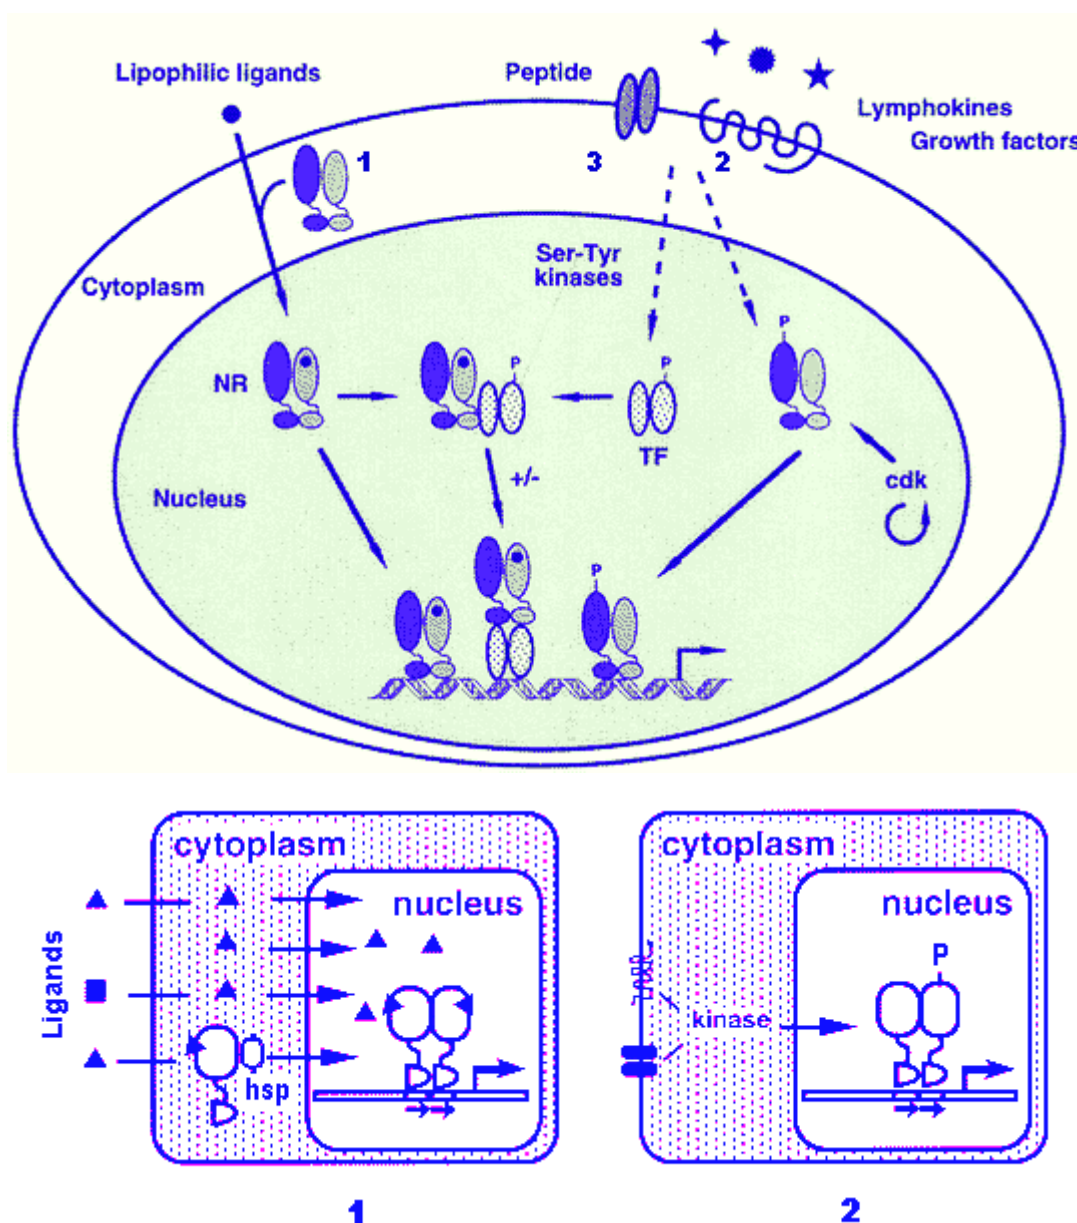 Lipophilic ligands
Peptide
Lymphokines
Growth factors
1
3
2
Ser-Tyr
kinases
Cytoplasm
P
NR
P
TF
cdk
+/-
Nucleus
P
cytoplasm
nucleus
Ligands
hsp
1
cytoplasm
nucleus
P
kinase
2